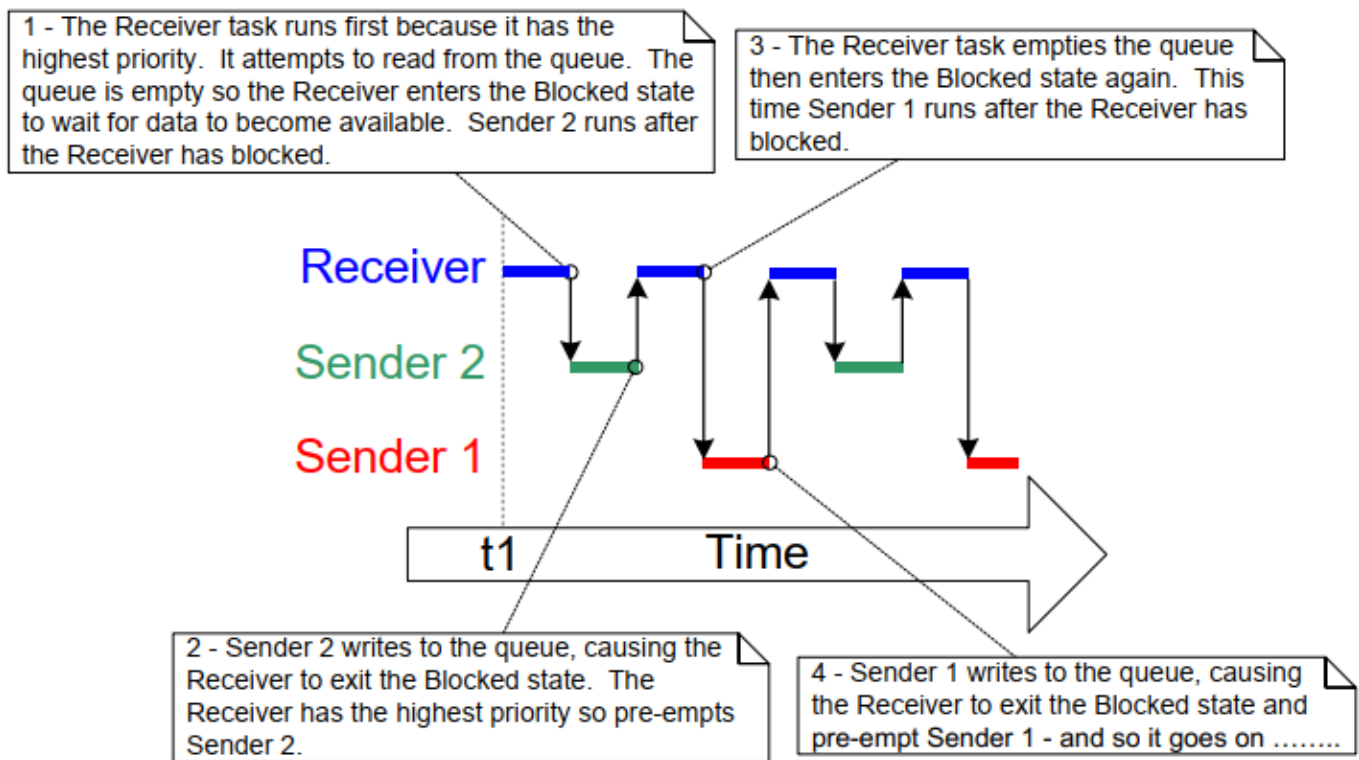 1 - The Receiver task runs first because it has the
highest priority.  It attempts to read from the queue.  The
queue is empty so the Receiver enters the Blocked state
to wait for data to become available.  Sender 2 runs after
the Receiver has blocked.
3 - The Receiver task empties the queue
then enters the Blocked state again.  This
time Sender 1 runs after the Receiver has
blocked.
Receiver
Sender 2
Sender 1
t1
Time
2 - Sender 2 writes to the queue, causing the
Receiver to exit the Blocked state.  The
Receiver has the highest priority so pre-empts
Sender 2.
4 - Sender 1 writes to the queue, causing
the Receiver to exit the Blocked state and
pre-empt Sender 1 - and so it goes on ........